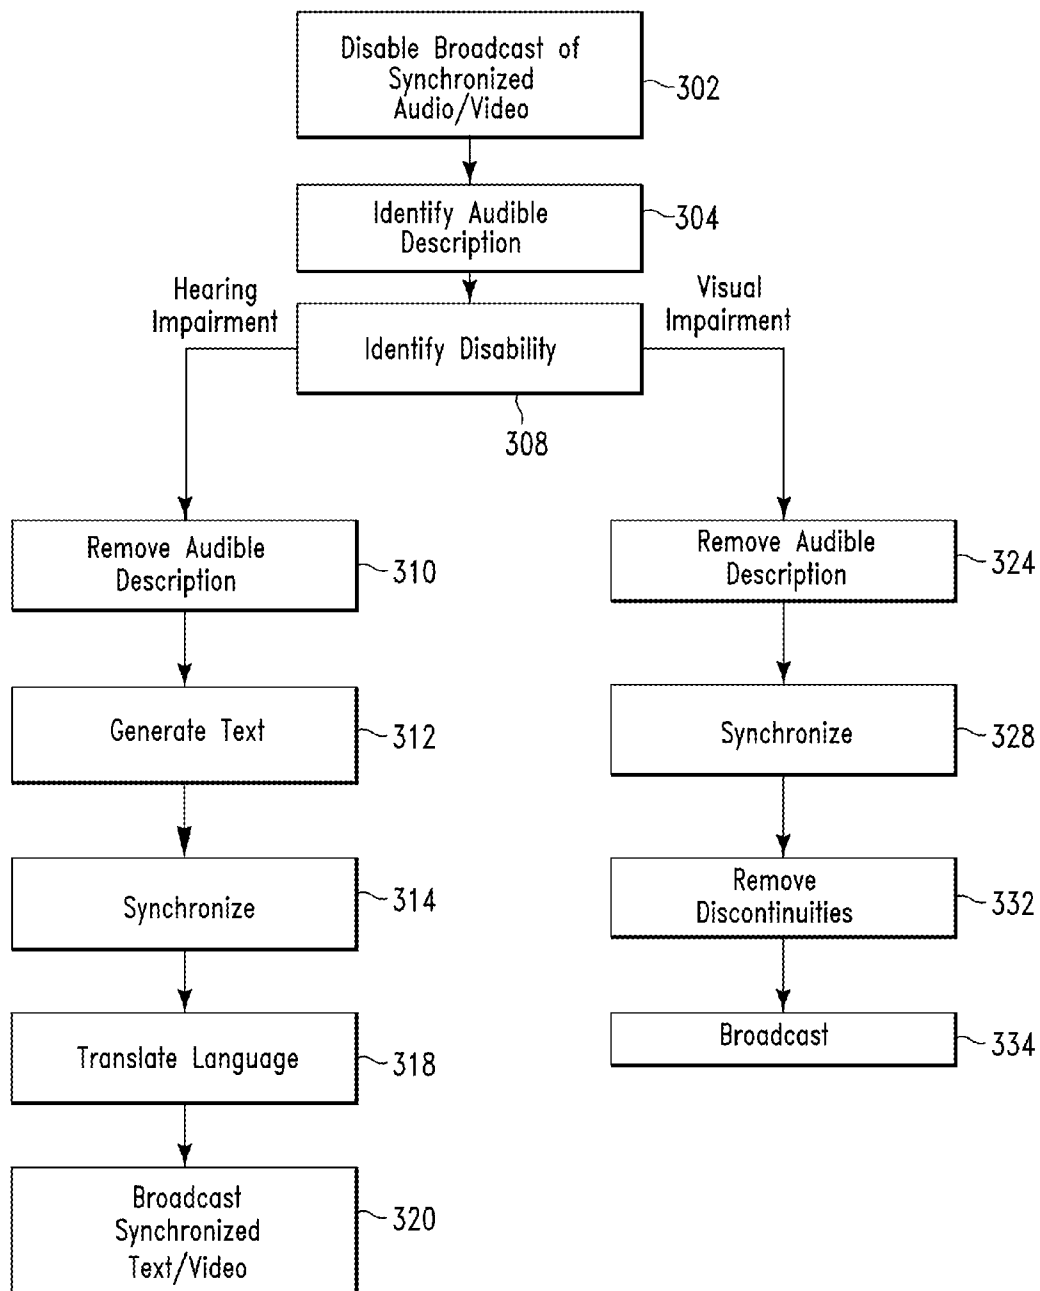 Disable Broadcast of
Synchronized
Audio/Video
302
Identify Audible
Description
304
Hearing
Impairment
Visual
Impairment
Identify Disability
308
Remove Audible
Description
310
Generate Text
312
Synchronize
314
Translate Language
318
Broadcast
Synchronized
Text/Video
320
Remove Audible
Description
324
Synchronize
328
Remove
Discontinuities
332
Broadcast
334